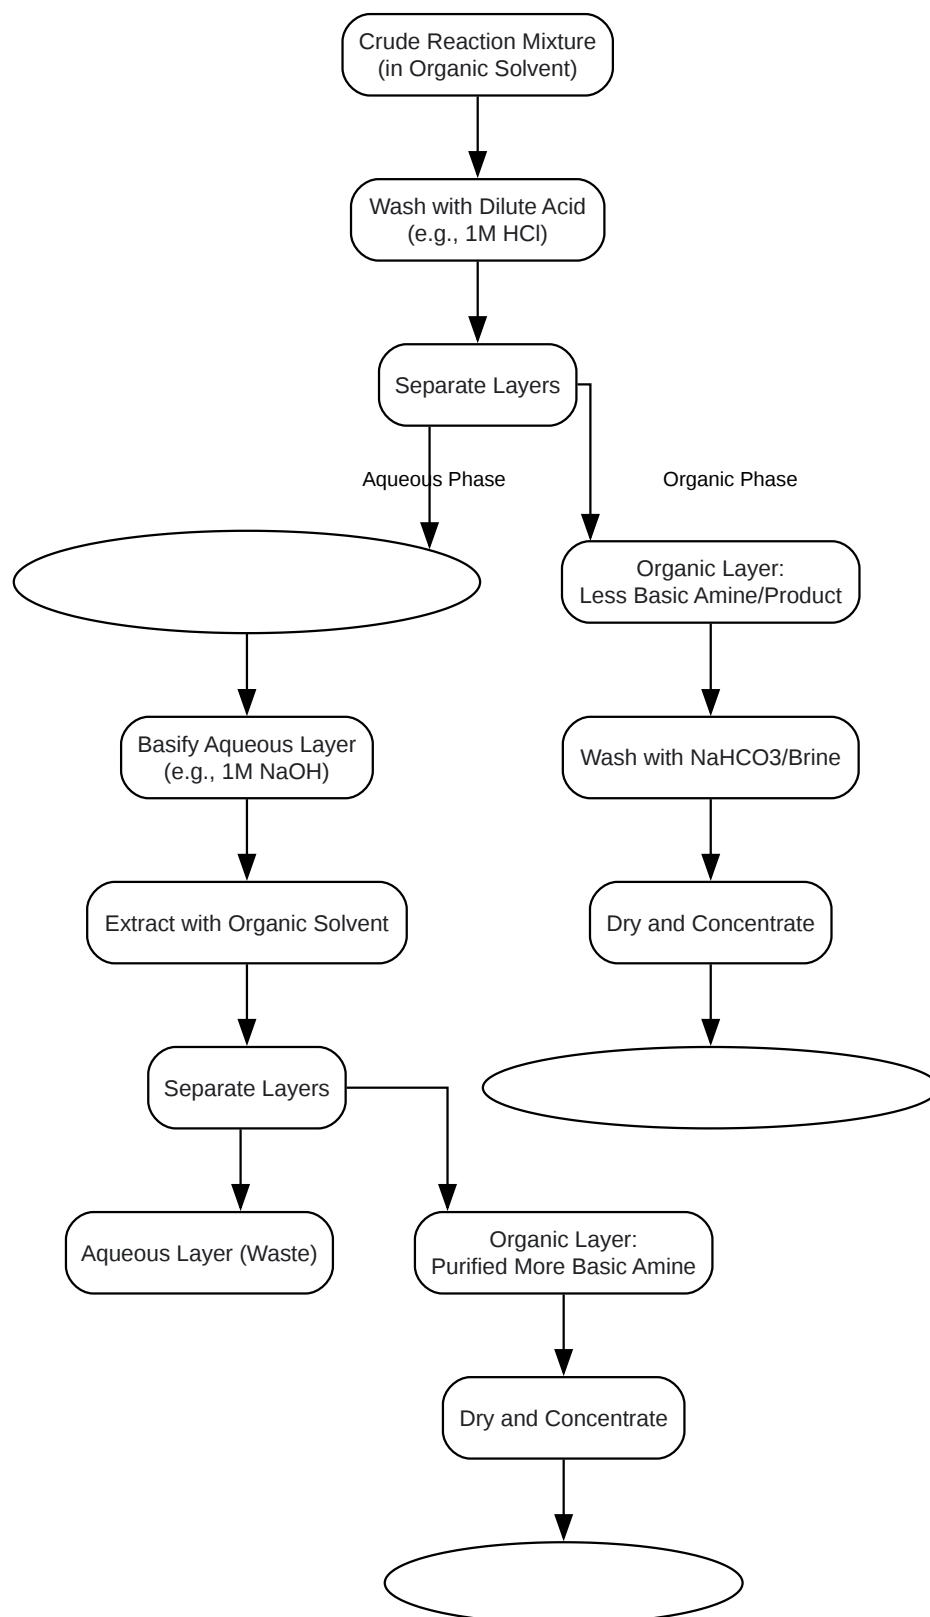 Crude Reaction Mixture
(in Organic Solvent)
Wash with Dilute Acid
(e.g., 1M HCl)
Separate Layers
Aqueous Phase
Organic Phase
Organic Layer:
Less Basic Amine/Product
Basify Aqueous Layer
(e.g., 1M NaOH)
Wash with NaHCO3/Brine
Extract with Organic Solvent
Dry and Concentrate
Separate Layers
Aqueous Layer (Waste)
Organic Layer:
Purified More Basic Amine
Dry and Concentrate